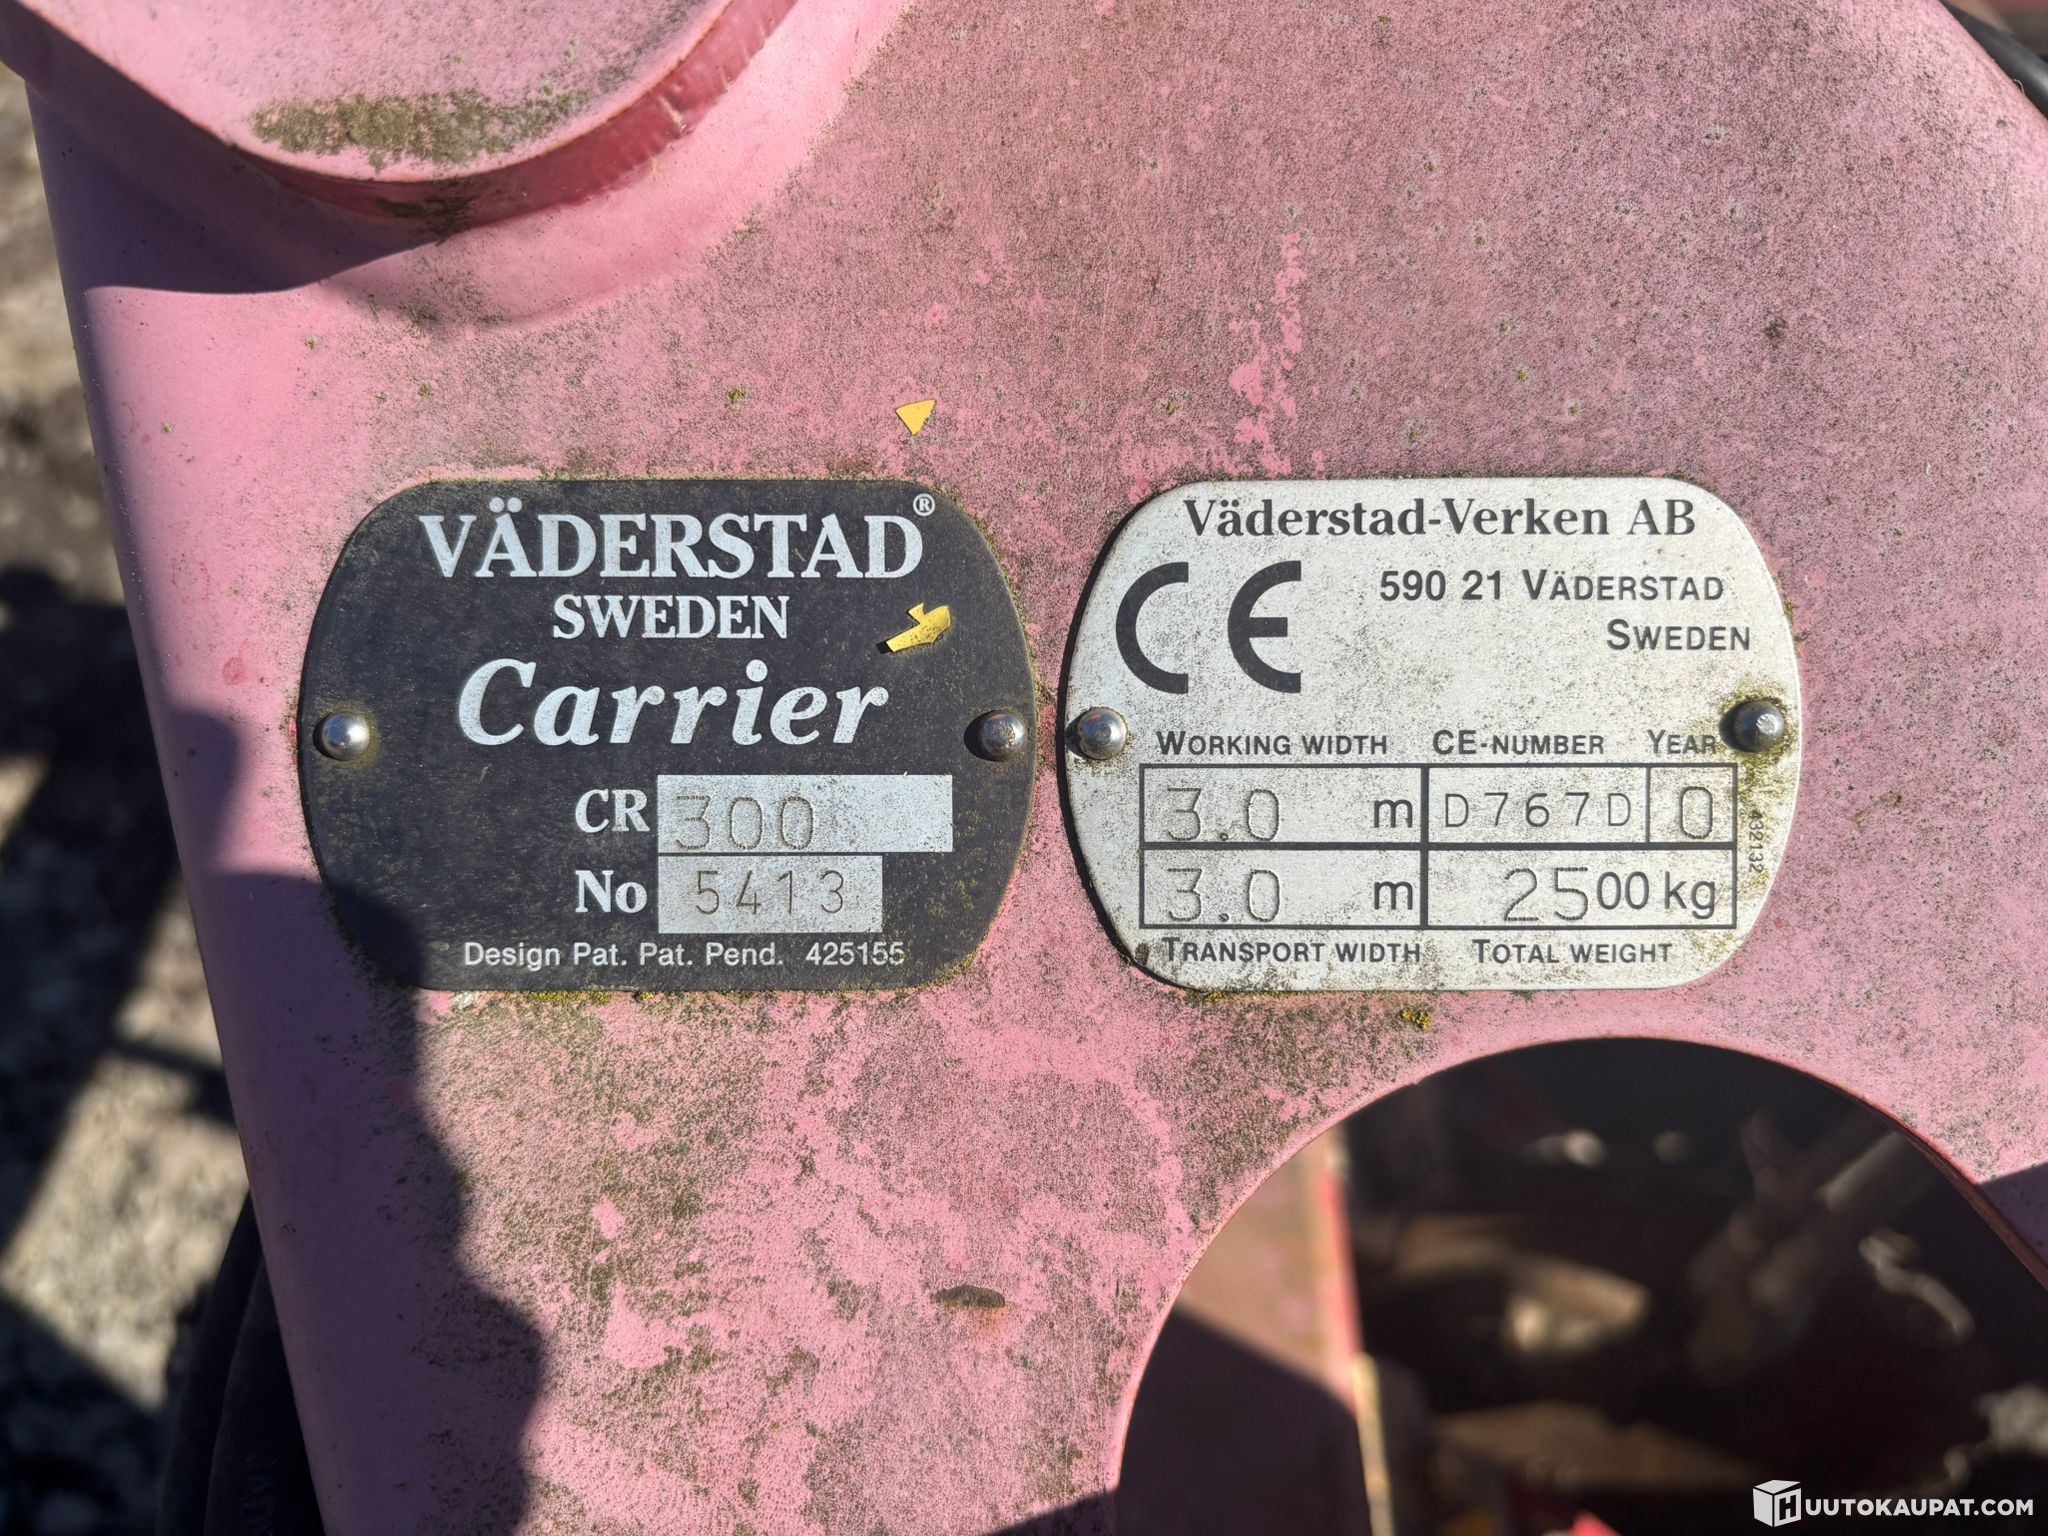 VÄDERSTAD®
SWEDEN
Carrier
CR 300
No 5413
Design Pat. Pat. Pend. 425155
Väderstad-Verken AB
CE 590 21 VÄDERSTAD
SWEDEN
WORKING WIDTH CE-NUMBER YEAR
3.0 m D767D 0
3.0 m 2500 kg
TRANSPORT WIDTH TOTAL WEIGHT
432132
HUUTOKAUPAT.COM